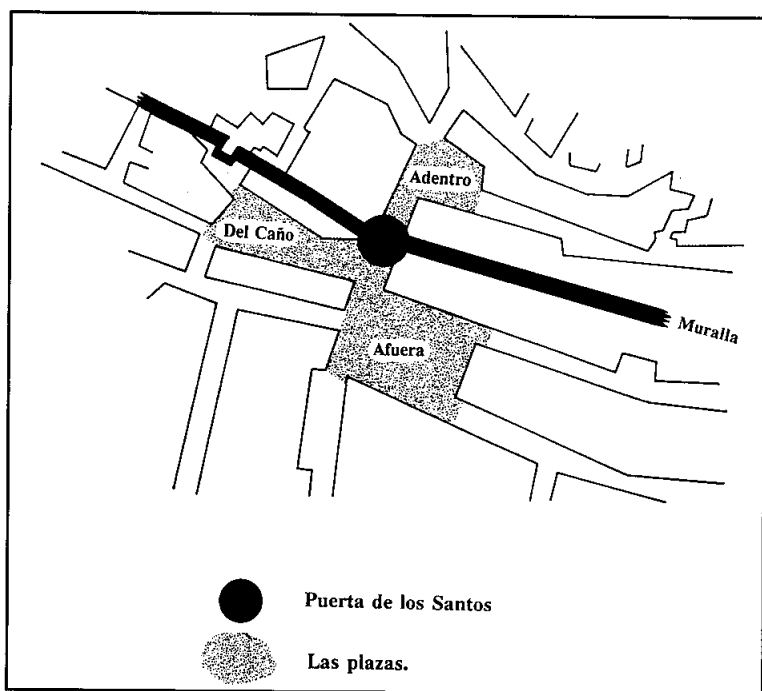 Adentro
Del Caño
Muralla
Afuera
Puerta de los Santos
Las plazas.